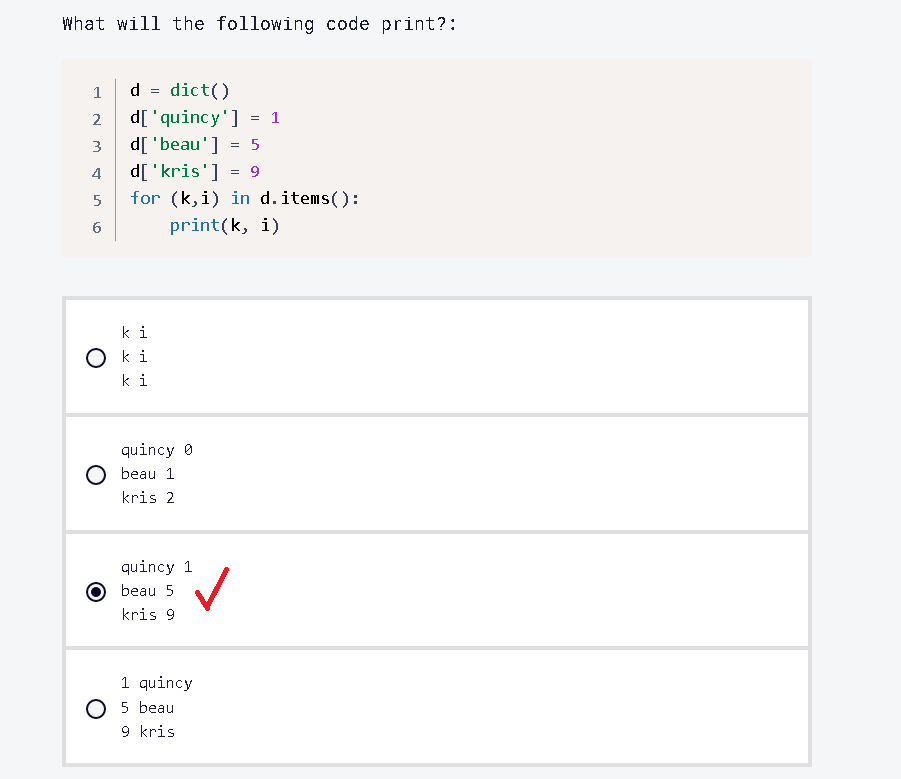 What will the following code print?:
1 d = dict()
2 d['quincy'] = 1
3 d['beau'] = 5
4 d['kris'] = 9
5 for (k,i) in d.items():
6     print(k, i)
k i
k i
k i
quincy 0
beau 1
kris 2
quincy 1
beau 5
kris 9
1 quincy
5 beau
9 kris